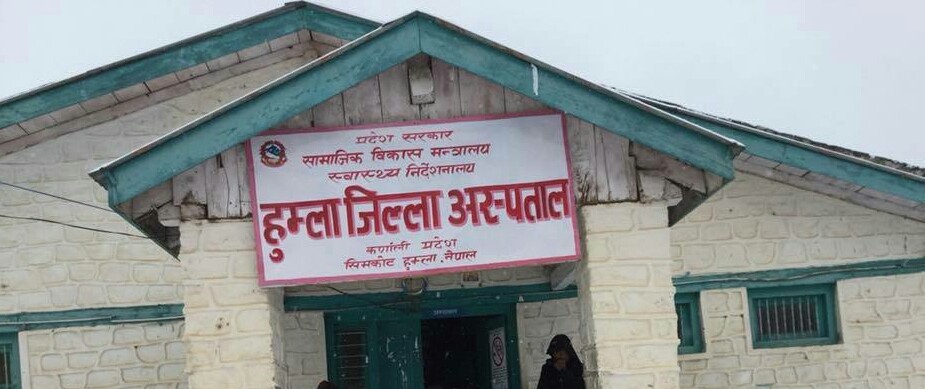 प्रदेश सरकार
सामाजिक विकास मन्त्रालय
स्वास्थ्य निर्देशनालय
हुम्ला जिल्ला अस्पताल
कर्णाली प्रदेश
सिमकोट हुम्ला, नेपाल